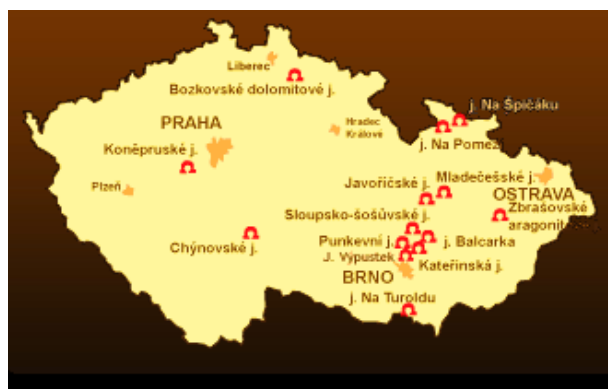 Liberec
Bozkovské dolomitové j.
j. Na Špičáku
PRAHA
Hradec
Králové
j. Na Pomezí
Koněpruské j.
Javoříčské j.
Mladečešské j.
Plzeň
OSTRAVA
Sloupsko-šošůvské j.
Zbrašovské
aragonit
Chýnovské j.
Punkevní j.
j. Balcarka
J. Výpustek
Kateřinská j.
BRNO
j. Na Turoldu